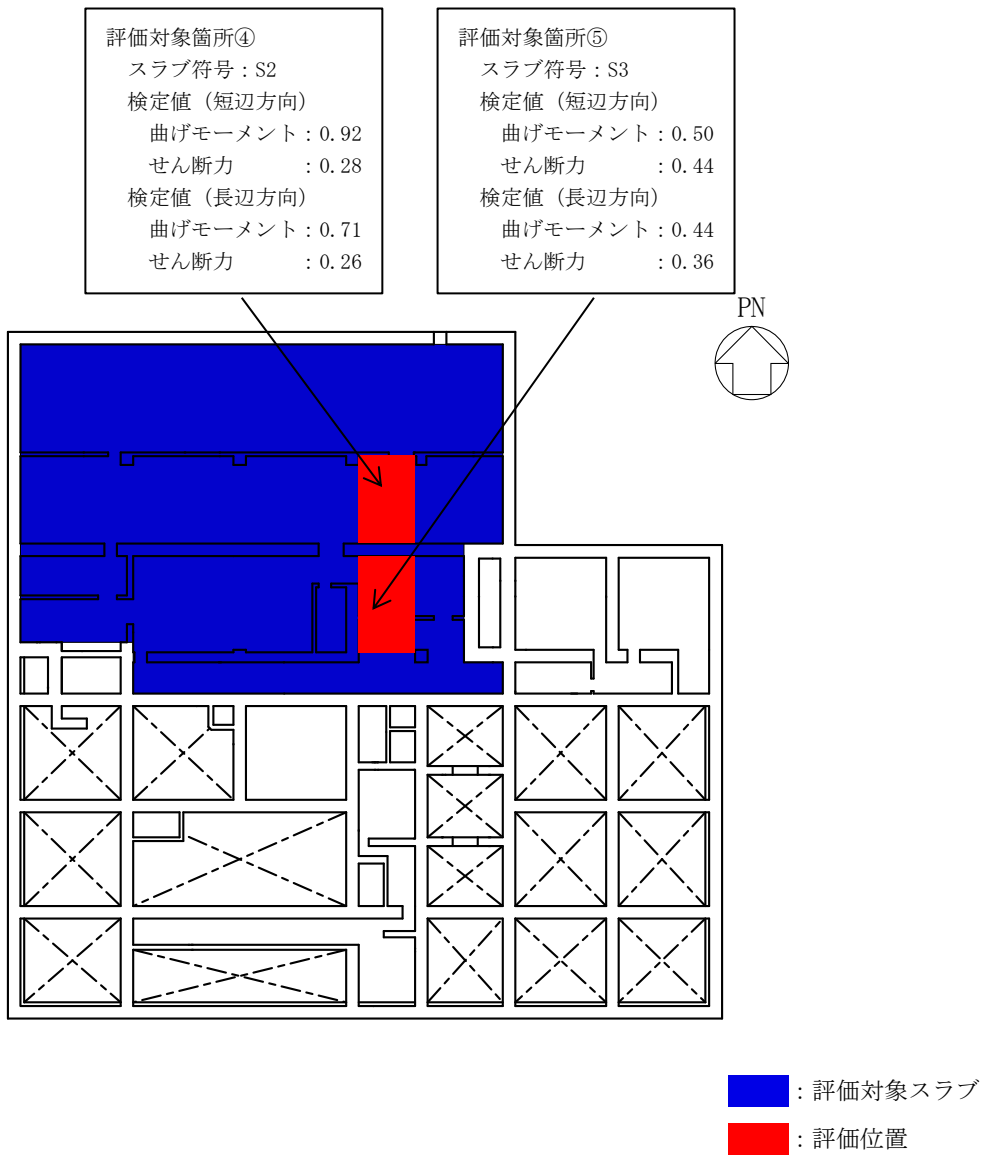 評価対象箇所④
スラブ符号：S2
検定値（短辺方向）
曲げモーメント：0.92
せん断力　　　：0.28
検定値（長辺方向）
曲げモーメント：0.71
せん断力　　　：0.26
評価対象箇所⑤
スラブ符号：S3
検定値（短辺方向）
曲げモーメント：0.50
せん断力　　　：0.44
検定値（長辺方向）
曲げモーメント：0.44
せん断力　　　：0.36
PN
：評価対象スラブ
：評価位置